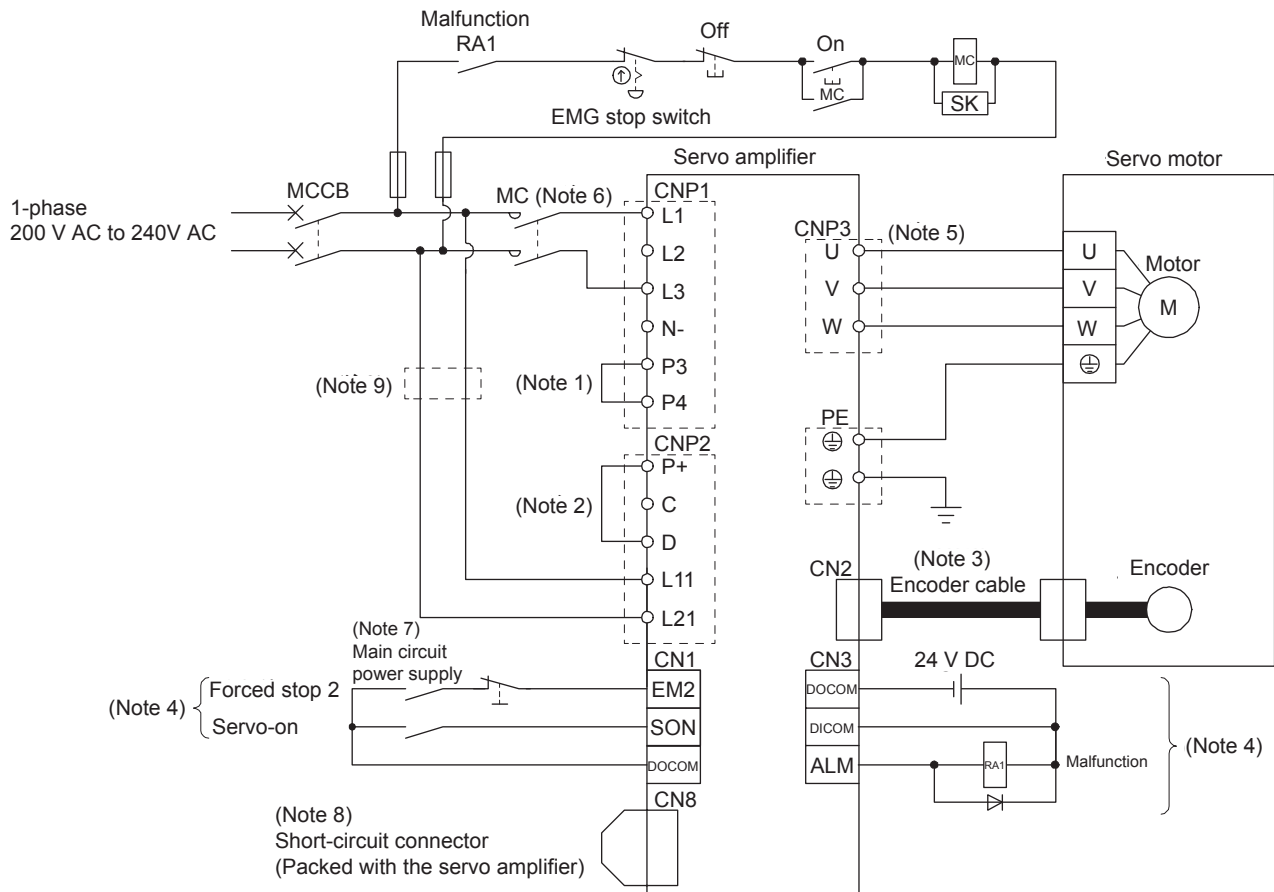 Malfunction
RA1
Off
On
MC
MC
SK
EMG stop switch
Servo amplifier
Servo motor
1-phase
200 V AC to 240V AC
MCCB
MC (Note 6)
CNP1
L1
L2
L3
N-
P3
P4
(Note 1)
(Note 9)
CNP2
P+
C
D
L11
L21
(Note 2)
CNP3
(Note 5)
U
V
W
U
V
W
Motor
M
PE
CN2
(Note 3)
Encoder cable
Encoder
(Note 7)
Main circuit
power supply
(Note 4)
Forced stop 2
Servo-on
CN1
EM2
SON
DOCOM
CN3
24 V DC
DOCOM
DICOM
ALM
RA1
Malfunction
(Note 4)
CN8
(Note 8)
Short-circuit connector
(Packed with the servo amplifier)